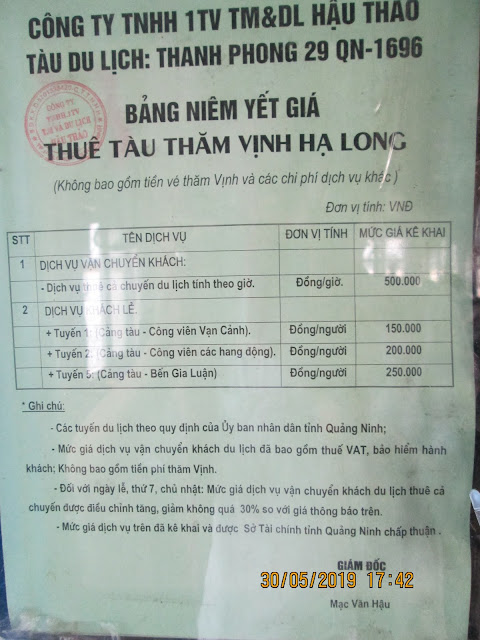 CÔNG TY TNHH 1TV TM&DL HẬU THẢO
TÀU DU LỊCH: THANH PHONG 29 QN-1696
BẢNG NIÊM YẾT GIÁ
THUÊ TÀU THĂM VỊNH HẠ LONG
(Không bao gồm tiền vé thăm Vịnh và các chi phí dịch vụ khác )
Đơn vị tính: VNĐ
STT TÊN DỊCH VỤ ĐƠN VỊ TÍNH MỨC GIÁ KÊ KHAI
1 DỊCH VỤ VẬN CHUYỂN KHÁCH:
- Dịch vụ thuê cả chuyến du lịch tính theo giờ. Đồng/giờ. 500.000
2 DỊCH VỤ KHÁCH LẺ.
+ Tuyến 1: (Cảng tàu - Công viên Vạn Cảnh). Đồng/người 150.000
+ Tuyến 2: (Cảng tàu - Công viên các hang động). Đồng/người 200.000
+ Tuyến 5: (Cảng tàu - Bến Gia Luận) Đồng/người 250.000
* Ghi chú:
- Các tuyến du lịch theo quy định của Ủy ban nhân dân tỉnh Quảng Ninh;
- Mức giá dịch vụ vận chuyển khách du lịch đã bao gồm thuế VAT, bảo hiểm hành
khách; Không bao gồm tiền phí thăm Vịnh.
- Đối với ngày lễ, thứ 7, chủ nhật: Mức giá dịch vụ vận chuyển khách du lịch thuê cả
chuyến được điều chỉnh tăng, giảm không quá 30% so với giá thông báo trên.
- Mức giá dịch vụ trên đã kê khai và được Sở Tài chính tỉnh Quảng Ninh chấp thuận .
GIÁM ĐỐC
30/05/2019 17:42
Mạc Văn Hậu